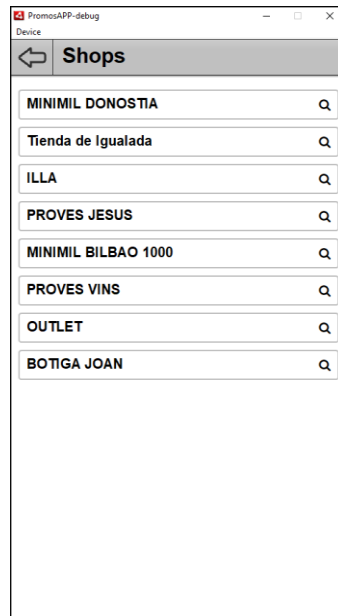 PromosAPP-debug
Device
Shops
MINIMIL DONOSTIA
Tienda de Igualada
ILLA
PROVES JESUS
MINIMIL BILBAO 1000
PROVES VINS
OUTLET
BOTIGA JOAN